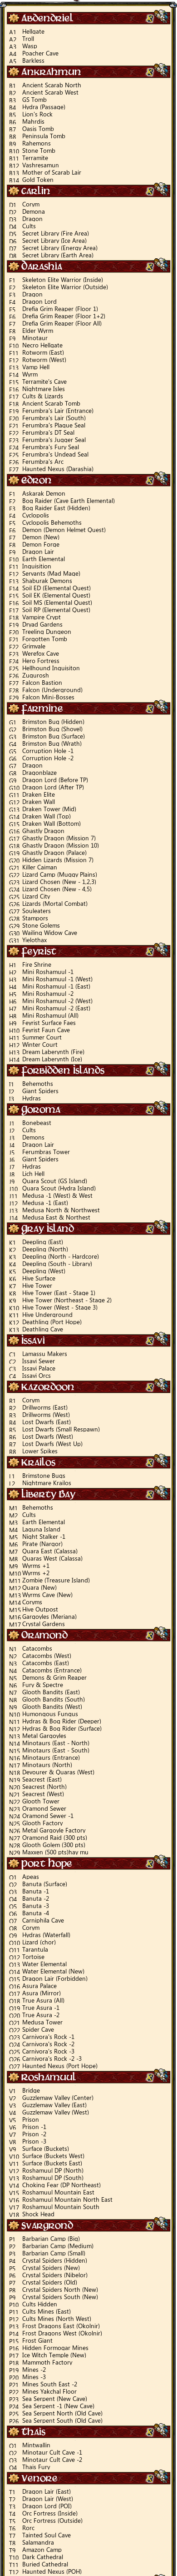 Abdendriel
A1 Hellgate
A2 Troll
A3 Wasp
A4 Poacher Cave
A5 Barkless
Ankrahmun
B1 Ancient Scarab North
B2 Ancient Scarab West
B3 GS Tomb
B4 Hydra (Passage)
B5 Lion's Rock
B6 Mahrdis
B7 Oasis Tomb
B8 Peninsula Tomb
B9 Rahemons
B10 Stone Tomb
B11 Terramite
B12 Vashresamun
B13 Mother of Scarab Lair
B14 Gold Token
Carlin
D1 Corym
D2 Demona
D3 Dragon
D4 Cults
D5 Secret Library (Fire Area)
D6 Secret Library (Ice Area)
D7 Secret Library (Energy Area)
D8 Secret Library (Earth Area)
Darashia
E1 Skeleton Elite Warrior (Inside)
E2 Skeleton Elite Warrior (Outside)
E3 Dragon
E4 Dragon Lord
E5 Drefia Grim Reaper (Floor 1)
E6 Drefia Grim Reaper (Floor 1+2)
E7 Drefia Grim Reaper (Floor All)
E8 Elder Wyrm
E9 Minotaur
E10 Necro Hellgate
E11 Rotworm (East)
E12 Rotworm (West)
E13 Vamp Hell
E14 Wyrm
E15 Terramite's Cave
E16 Nightmare Isles
E17 Cults & Lizards
E18 Ancient Scarab Tomb
E19 Ferumbra's Lair (Entrance)
E20 Ferumbra's Lair (South)
E21 Ferumbra's Plague Seal
E22 Ferumbra's DT Seal
E23 Ferumbra's Jugger Seal
E24 Ferumbra's Fury Seal
E25 Ferumbra's Undead Seal
E26 Ferumbra's Arc
E27 Haunted Nexus (Darashia)
Edron
F1 Askarak Demon
F2 Bog Raider (Cave Earth Elemental)
F3 Bog Raider East (Hidden)
F4 Cyclopolis
F5 Cyclopolis Behemoths
F6 Demon (Demon Helmet Quest)
F7 Demon (New)
F8 Demon Forge
F9 Dragon Lair
F10 Earth Elemental
F11 Inquisition
F12 Servants (Mad Mage)
F13 Shaburak Demons
F14 Soil ED (Elemental Quest)
F15 Soil EK (Elemental Quest)
F16 Soil MS (Elemental Quest)
F17 Soil RP (Elemental Quest)
F18 Vampire Crypt
F19 Dryad Gardens
F20 Treeling Dungeon
F21 Forgotten Tomb
F22 Grimvale
F23 Werefox Cave
F24 Hero Fortress
F25 Hellhound Inquisiton
F26 Zugurosh
F27 Falcon Bastion
F28 Falcon (Underground)
F29 Falcon Mini-Bosses
Farmine
G1 Brimston Bug (Hidden)
G2 Brimston Bug (Shovel)
G3 Brimston Bug (Surface)
G4 Brimston Bug (Wrath)
G5 Corruption Hole -1
G6 Corruption Hole -2
G7 Dragon
G8 Dragonblaze
G9 Dragon Lord (Before TP)
G10 Dragon Lord (After TP)
G11 Draken Elite
G12 Draken Wall
G13 Draken Tower (Mid)
G14 Draken Wall (Top)
G15 Draken Wall (Bottom)
G16 Ghastly Dragon
G17 Ghastly Dragon (Mission 7)
G18 Ghastly Dragon (Mission 10)
G19 Ghastly Dragon (Palace)
G20 Hidden Lizards (Mission 7)
G21 Killer Caiman
G22 Lizard Camp (Muggy Plains)
G23 Lizard Chosen (New - 1,2,3)
G24 Lizard Chosen (New - 4,5)
G25 Lizard City
G26 Lizards (Mortal Combat)
G27 Souleaters
G28 Stampors
G29 Stone Golems
G30 Wailing Widow Cave
G31 Yielothax
Feyrist
H1 Fire Shrine
H2 Mini Roshamuul -1
H3 Mini Roshamuul -1 (West)
H4 Mini Roshamuul -1 (East)
H5 Mini Roshamuul -2
H6 Mini Roshamuul -2 (West)
H7 Mini Roshamuul -2 (East)
H8 Mini Roshamuul (All)
H9 Feyrist Surface Faes
H10 Feyrist Faun Cave
H11 Summer Court
H12 Winter Court
H13 Dream Labervnth (Fire)
H14 Dream Labervnth (Ice)
Forbidden Islands
I1 Behemoths
I2 Giant Spiders
I3 Hydras
Goroma
J1 Bonebeast
J2 Cults
J3 Demons
J4 Dragon Lair
J5 Ferumbras Tower
J6 Giant Spiders
J7 Hydras
J8 Lich Hell
J9 Quara Scout (GS Island)
J10 Quara Scout (Hydra Island)
J11 Medusa -1 (West) & West
J12 Medusa -1 (East)
J13 Medusa North & Northwest
J14 Medusa East & Northest
Gray Island
K1 Deepling (East)
K2 Deepling (North)
K3 Deepling (North - Hardcore)
K4 Deepling (South - Library)
K5 Deepling (West)
K6 Hive Surface
K7 Hive Tower
K8 Hive Tower (East - Stage 1)
K9 Hive Tower (Northeast - Stage 2)
K10 Hive Tower (West - Stage 3)
K11 Hive Underground
K12 Deathling (Port Hope)
K13 Deathling Cave
Issavi
C1 Lamassu Makers
C2 Issavi Sewer
C3 Issavi Palace
C4 Issavi Orcs
Kazordoon
R1 Corym
R2 Drillworms (East)
R3 Drillworms (West)
R4 Lost Dwarfs (East)
R5 Lost Dwarfs (Small Respawn)
R6 Lost Dwarfs (West)
R7 Lost Dwarfs (West Up)
R8 Lower Spikes
Krailos
L1 Brimstone Bugs
L2 Nightmare Krailos
Liberty Bay
M1 Behemoths
M2 Cults
M3 Earth Elemental
M4 Laguna Island
M5 Night Stalker -1
M6 Pirate (Nargor)
M7 Quara East (Calassa)
M8 Quaras West (Calassa)
M9 Wyrms +1
M10 Wyrms +2
M11 Zombie (Treasure Island)
M12 Quara (New)
M13 Wyrms Cave (New)
M14 Coryms
M15 Hive Outpost
M16 Gargoyles (Meriana)
M17 Crystal Gardens
Oramond
N1 Catacombs
N2 Catacombs (West)
N3 Catacombs (East)
N4 Catacombs (Entrance)
N5 Demons & Grim Reaper
N6 Fury & Spectre
N7 Glooth Bandits (East)
N8 Glooth Bandits (South)
N9 Glooth Bandits (West)
N10 Humongous Fungus
N11 Hydras & Bog Raider (Deeper)
N12 Hydras & Bog Raider (Surface)
N13 Metal Gargoyles
N14 Minotaurs (East - North)
N15 Minotaurs (East - South)
N16 Minotaurs (Entrance)
N17 Minotaurs (North)
N18 Devourer & Quaras (West)
N19 Seacrest (East)
N20 Seacrest (North)
N21 Seacrest (West)
N22 Glooth Tower
N23 Oramond Sewer
N24 Oramond Sewer -1
N25 Glooth Factory
N26 Metal Gargoyle Factory
N27 Oramond Raid (300 pts)
N28 Glooth Golem (300 pts)
N29 Maxxen (500 pts)hav mu
Port Hope
O1 Apeas
O2 Banuta (Surface)
O3 Banuta -1
O4 Banuta -2
O5 Banuta -3
O6 Banuta -4
O7 Carniphila Cave
O8 Corym
O9 Hydras (Waterfall)
O10 Lizard (chor)
O11 Tarantula
O12 Tortoise
O13 Water Elemental
O14 Water Elemental (New)
O15 Dragon Lair (Forbidden)
O16 Asura Palace
O17 Asura (Mirror)
O18 True Asura (All)
O19 True Asura -1
O20 True Asura -2
O21 Medusa Tower
O22 Spider Cave
O23 Carnivora's Rock -1
O24 Carnivora's Rock -2
O25 Carnivora's Rock -3
O26 Carnivora's Rock -2 -3
O27 Haunted Nexus (Port Hope)
Roshamuul
V1 Bridge
V2 Guzzlemaw Valley (Center)
V3 Guzzlemaw Valley (East)
V4 Guzzlemaw Valley (West)
V5 Prison
V6 Prison -1
V7 Prison -2
V8 Prison -3
V9 Surface (Buckets)
V10 Surface (Buckets West)
V11 Surface (Buckets East)
V12 Roshamuul DP (North)
V13 Roshamuul DP (South)
V14 Choking Fear (DP Northeast)
V15 Roshamuul Mountain East
V16 Roshamuul Mountain North East
V17 Roshamuul Mountain South
V18 Shock Head
Svargrond
P1 Barbarian Camp (Big)
P2 Barbarian Camp (Medium)
P3 Barbarian Camp (Small)
P4 Crystal Spiders (Hidden)
P5 Crystal Spiders (New)
P6 Crystal Spiders (Nibelor)
P7 Crystal Spiders (Old)
P8 Crystal Spiders North (New)
P9 Crystal Spiders South (New)
P10 Cults Hidden
P11 Cults Mines (East)
P12 Cults Mines (North West)
P13 Frost Dragons East (Okolnir)
P14 Frost Dragons West (Okolnir)
P15 Frost Giant
P16 Hidden Formogar Mines
P17 Ice Witch Temple (New)
P18 Mammoth Factory
P19 Mines -2
P20 Mines -3
P21 Mines South East -2
P22 Mines Yakchal Floor
P23 Sea Serpent (New Cave)
P24 Sea Serpent -1 (New Cave)
P25 Sea Serpent North (Old Cave)
P26 Sea Serpent South (Old Cave)
Thais
Q1 Mintwallin
Q2 Minotaur Cult Cave -1
Q3 Minotaur Cult Cave -2
Q4 Thais Fury
Venore
T1 Dragon Lair (East)
T2 Dragon Lair (West)
T3 Dragon Lord (POI)
T4 Orc Fortress (Inside)
T5 Orc Fortress (Outside)
T6 Rorc
T7 Tainted Soul Cave
T8 Salamandra
T9 Amazon Camp
T10 Dark Cathedral
T11 Buried Cathedral
T12 Haunted Nexus (POH)